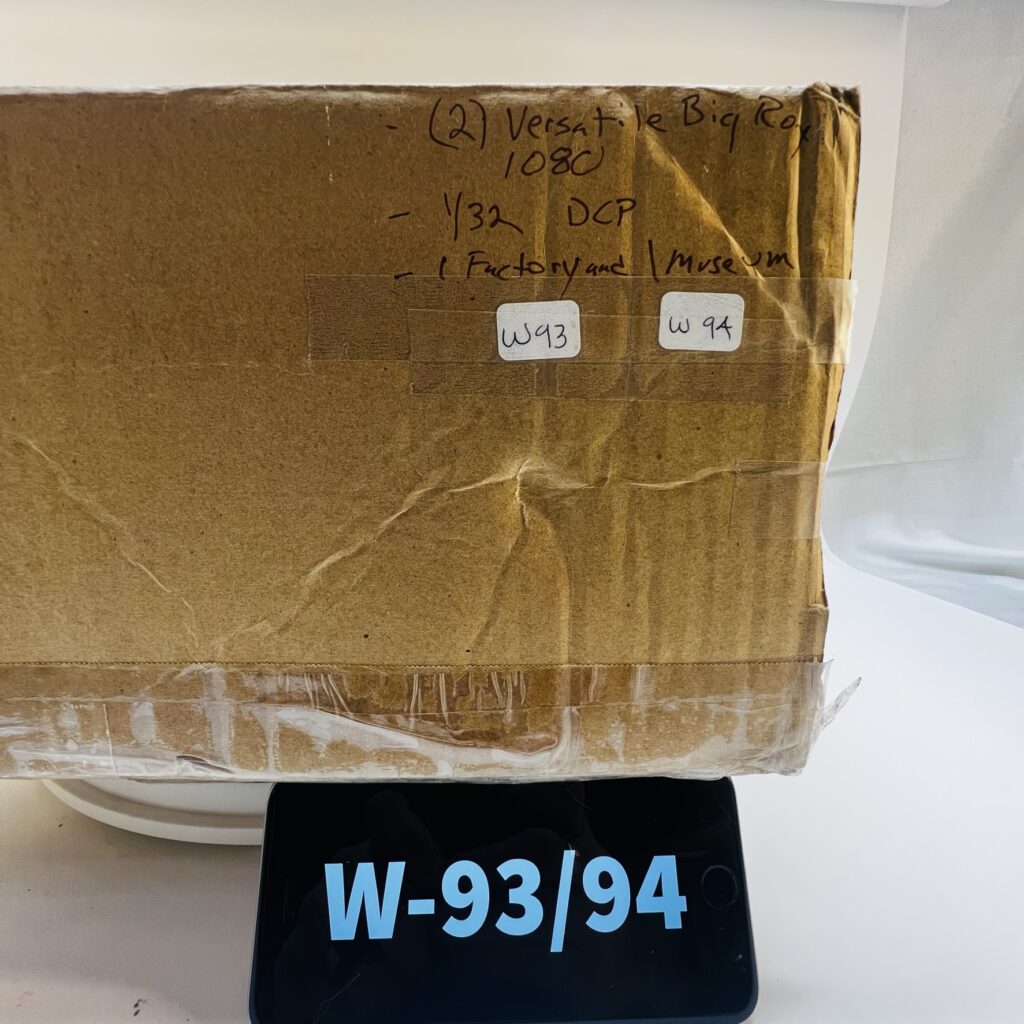 - (2) Versatile Big Roy
1080
- 1/32 DCP
- 1 Factory and 1 Museum
W93
W 94
W-93/94